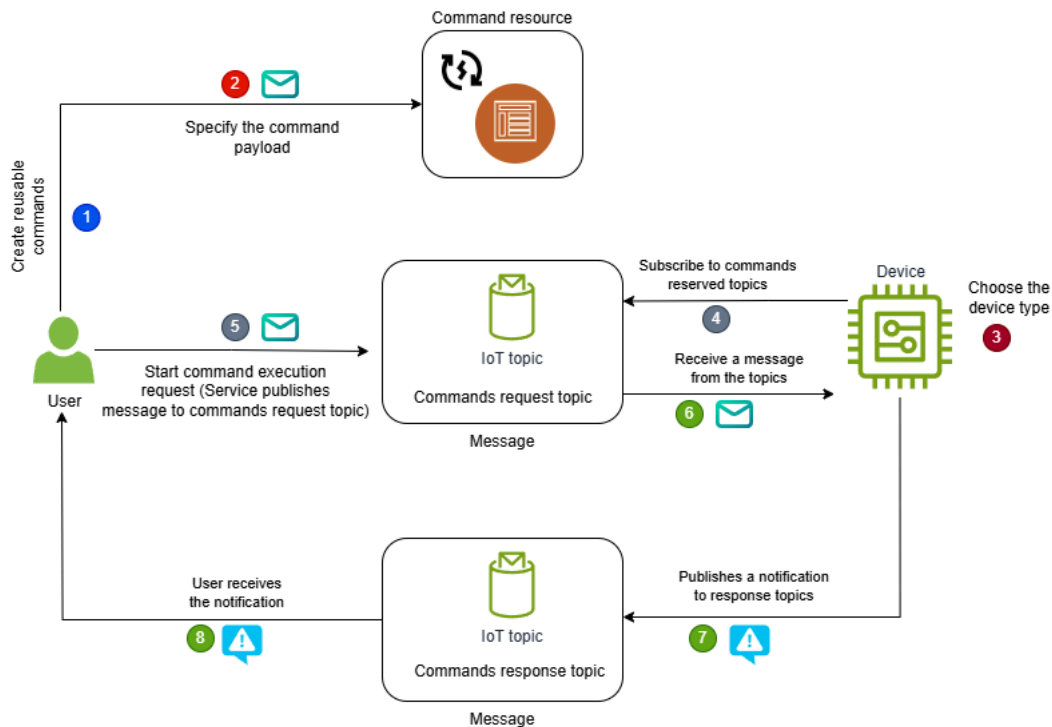 Command resource
2
Specify the command
payload
Create reusable
commands
1
Subscribe to commands
reserved topics
4
Device
Choose the
device type
3
5
Start command execution
request (Service publishes
message to commands request topic)
User
IoT topic
Commands request topic
Message
Receive a message
from the topics
6
User receives
the notification
8
IoT topic
Commands response topic
Message
Publishes a notification
to response topics
7